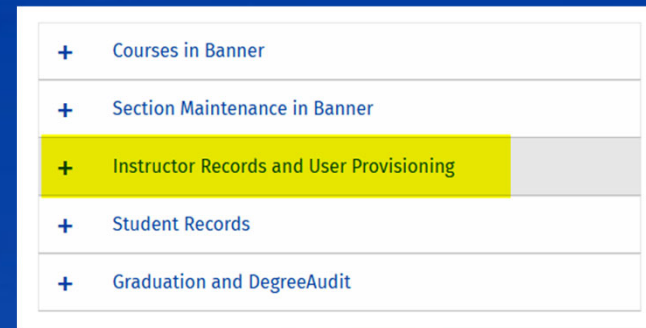 + Courses in Banner
+ Section Maintenance in Banner
+ Instructor Records and User Provisioning
+ Student Records
+ Graduation and DegreeAudit